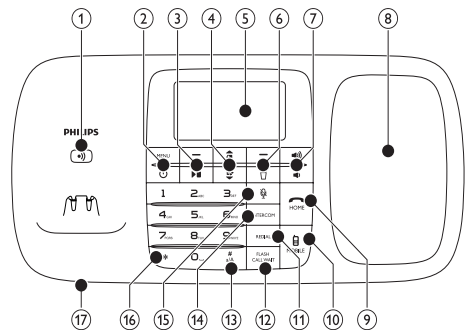 1 2 3 4 5 6 7 8
PHILIPS
MENU
1 2 3
4 5 6 INTERCOM
HOME
7 8 9 REDIAL
MOBILE
* 0 # FLASH
CALL WAIT
17 16 15 14 13 12 11 10 9